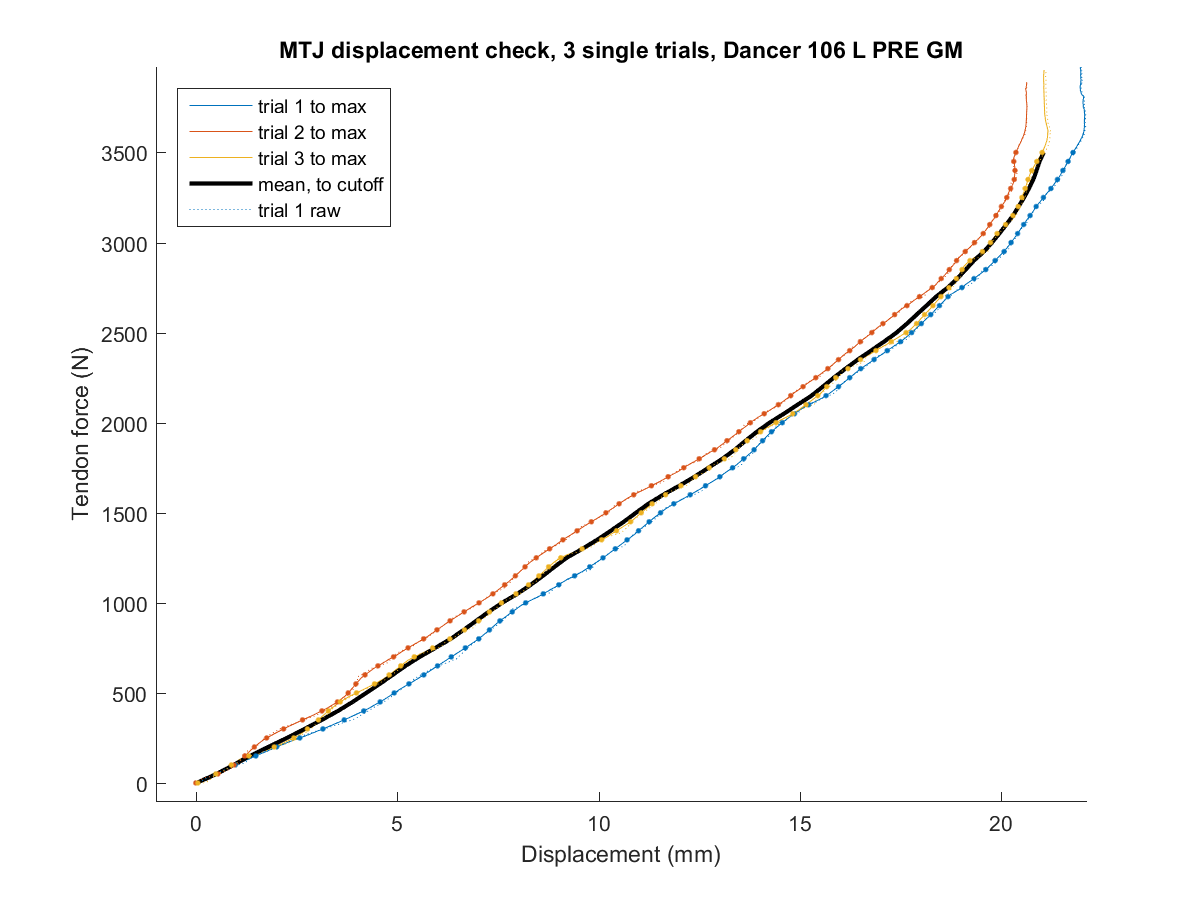 MTJ displacement check, 3 single trials, Dancer 106 L PRE GM
trial 1 to max
trial 2 to max
trial 3 to max
mean, to cutoff
trial 1 raw
Tendon force (N)
3500
3000
2500
2000
1500
1000
500
0
0 5 10 15 20
Displacement (mm)